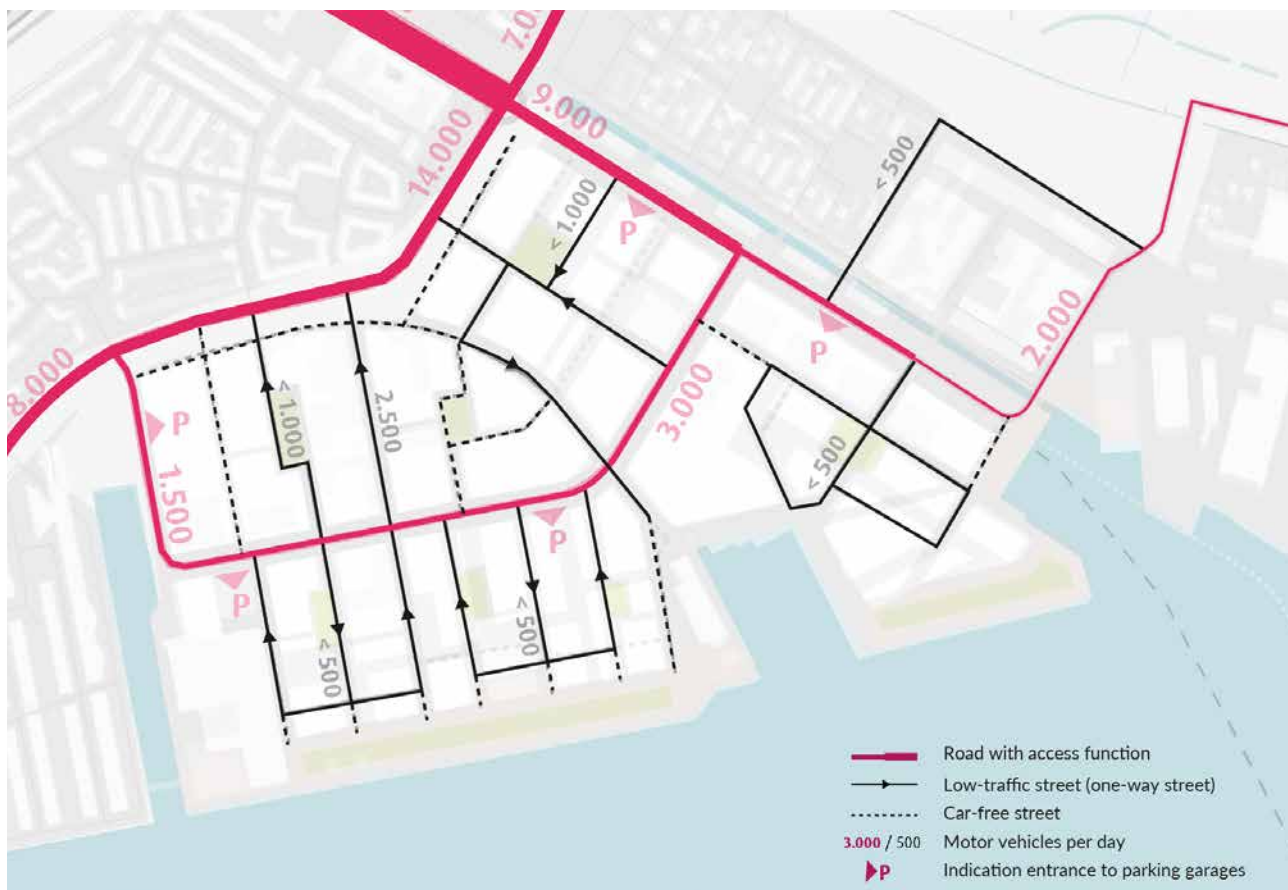 7.0
9.000
14.000
< 500
< 1.000
P
8.000
2.000
P
3.000
< 1.000
2.500
P
< 500
1.500
P
P
< 500
< 500
Road with access function
Low-traffic street (one-way street)
Car-free street
3.000 / 500 Motor vehicles per day
P Indication entrance to parking garages